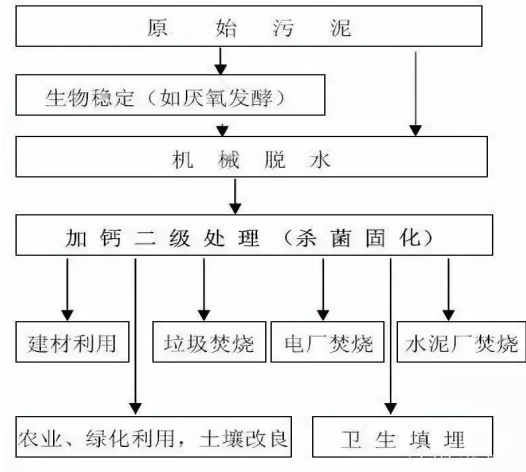 原始污泥
生物稳定（如厌氧发酵）
机械脱水
加钙二级处理（杀菌固化）
建材利用
垃圾焚烧
电厂焚烧
水泥厂焚烧
农业、绿化利用，土壤改良
卫生填埋